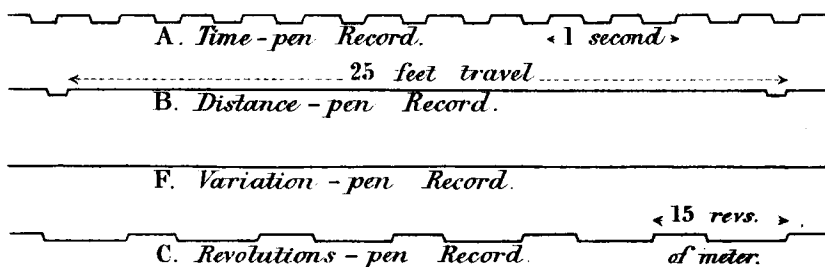 A. Time-pen Record.
1 second
25 feet travel
B. Distance-pen Record.
F. Variation-pen Record.
15 revs.
C. Revolutions-pen Record.
of meter.